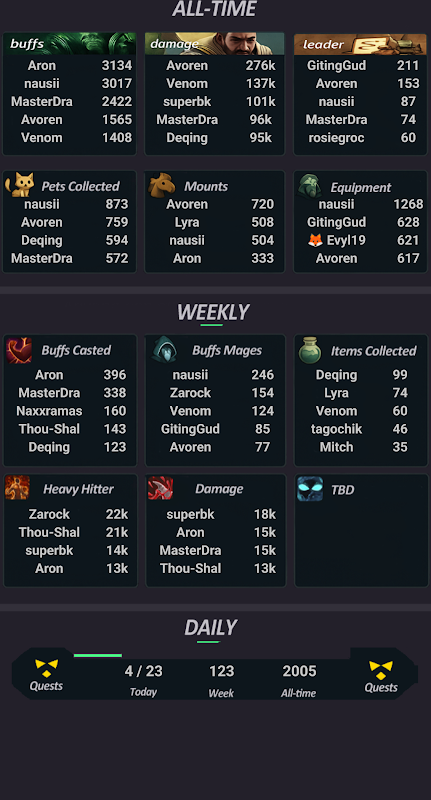 ALL-TIME
buffs
Aron 3134
nausii 3017
MasterDra 2422
Avoren 1565
Venom 1408
damage
Avoren 276k
Venom 137k
superbk 101k
MasterDra 96k
Deqing 95k
leader
GitingGud 211
Avoren 153
nausii 87
MasterDra 74
rosiegroc 60
Pets Collected
nausii 873
Avoren 759
Deqing 594
MasterDra 572
Mounts
Avoren 720
Lyra 508
nausii 504
Aron 333
Equipment
nausii 1268
GitingGud 628
🦊 Evyl19 621
Avoren 617
WEEKLY
Buffs Casted
Aron 396
MasterDra 338
Naxxramas 160
Thou-Shal 143
Deqing 123
Buffs Mages
nausii 246
Zarock 154
Venom 124
GitingGud 85
Avoren 77
Items Collected
Deqing 99
Lyra 74
Venom 60
tagochik 46
Mitch 35
Heavy Hitter
Zarock 22k
Thou-Shal 21k
superbk 14k
Aron 13k
Damage
superbk 18k
Aron 15k
MasterDra 15k
Thou-Shal 13k
TBD
DAILY
Quests
4 / 23
Today
123
Week
2005
All-time
Quests